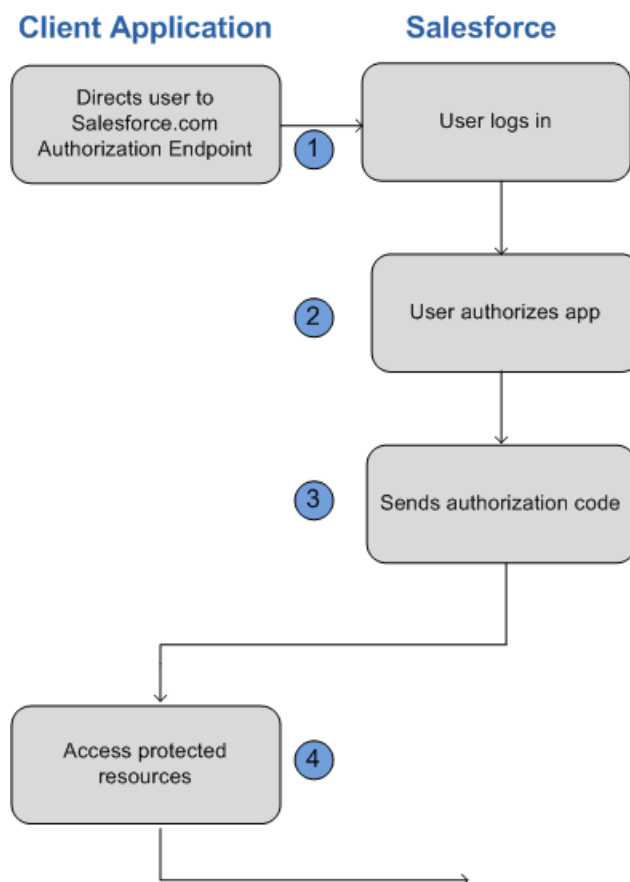 Client Application
Salesforce
Directs user to
Salesforce.com
Authorization Endpoint
1
User logs in
2
User authorizes app
3
Sends authorization code
Access protected
resources
4